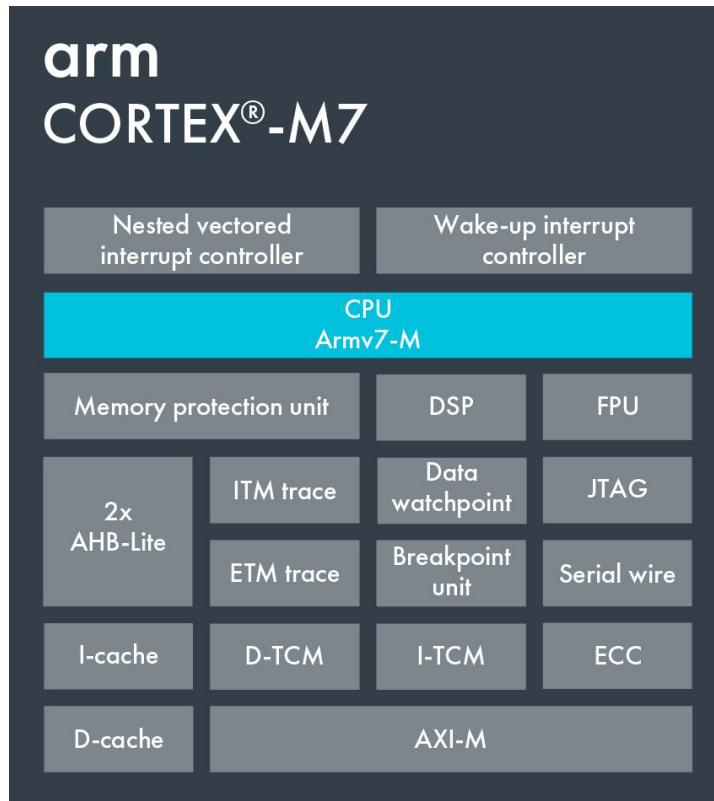 arm
CORTEX®-M7
Nested vectored
interrupt controller
Wake-up interrupt
controller
CPU
Armv7-M
Memory protection unit
DSP
FPU
2x
AHB-Lite
ITM trace
Data
watchpoint
JTAG
ETM trace
Breakpoint
unit
Serial wire
I-cache
D-TCM
I-TCM
ECC
D-cache
AXI-M